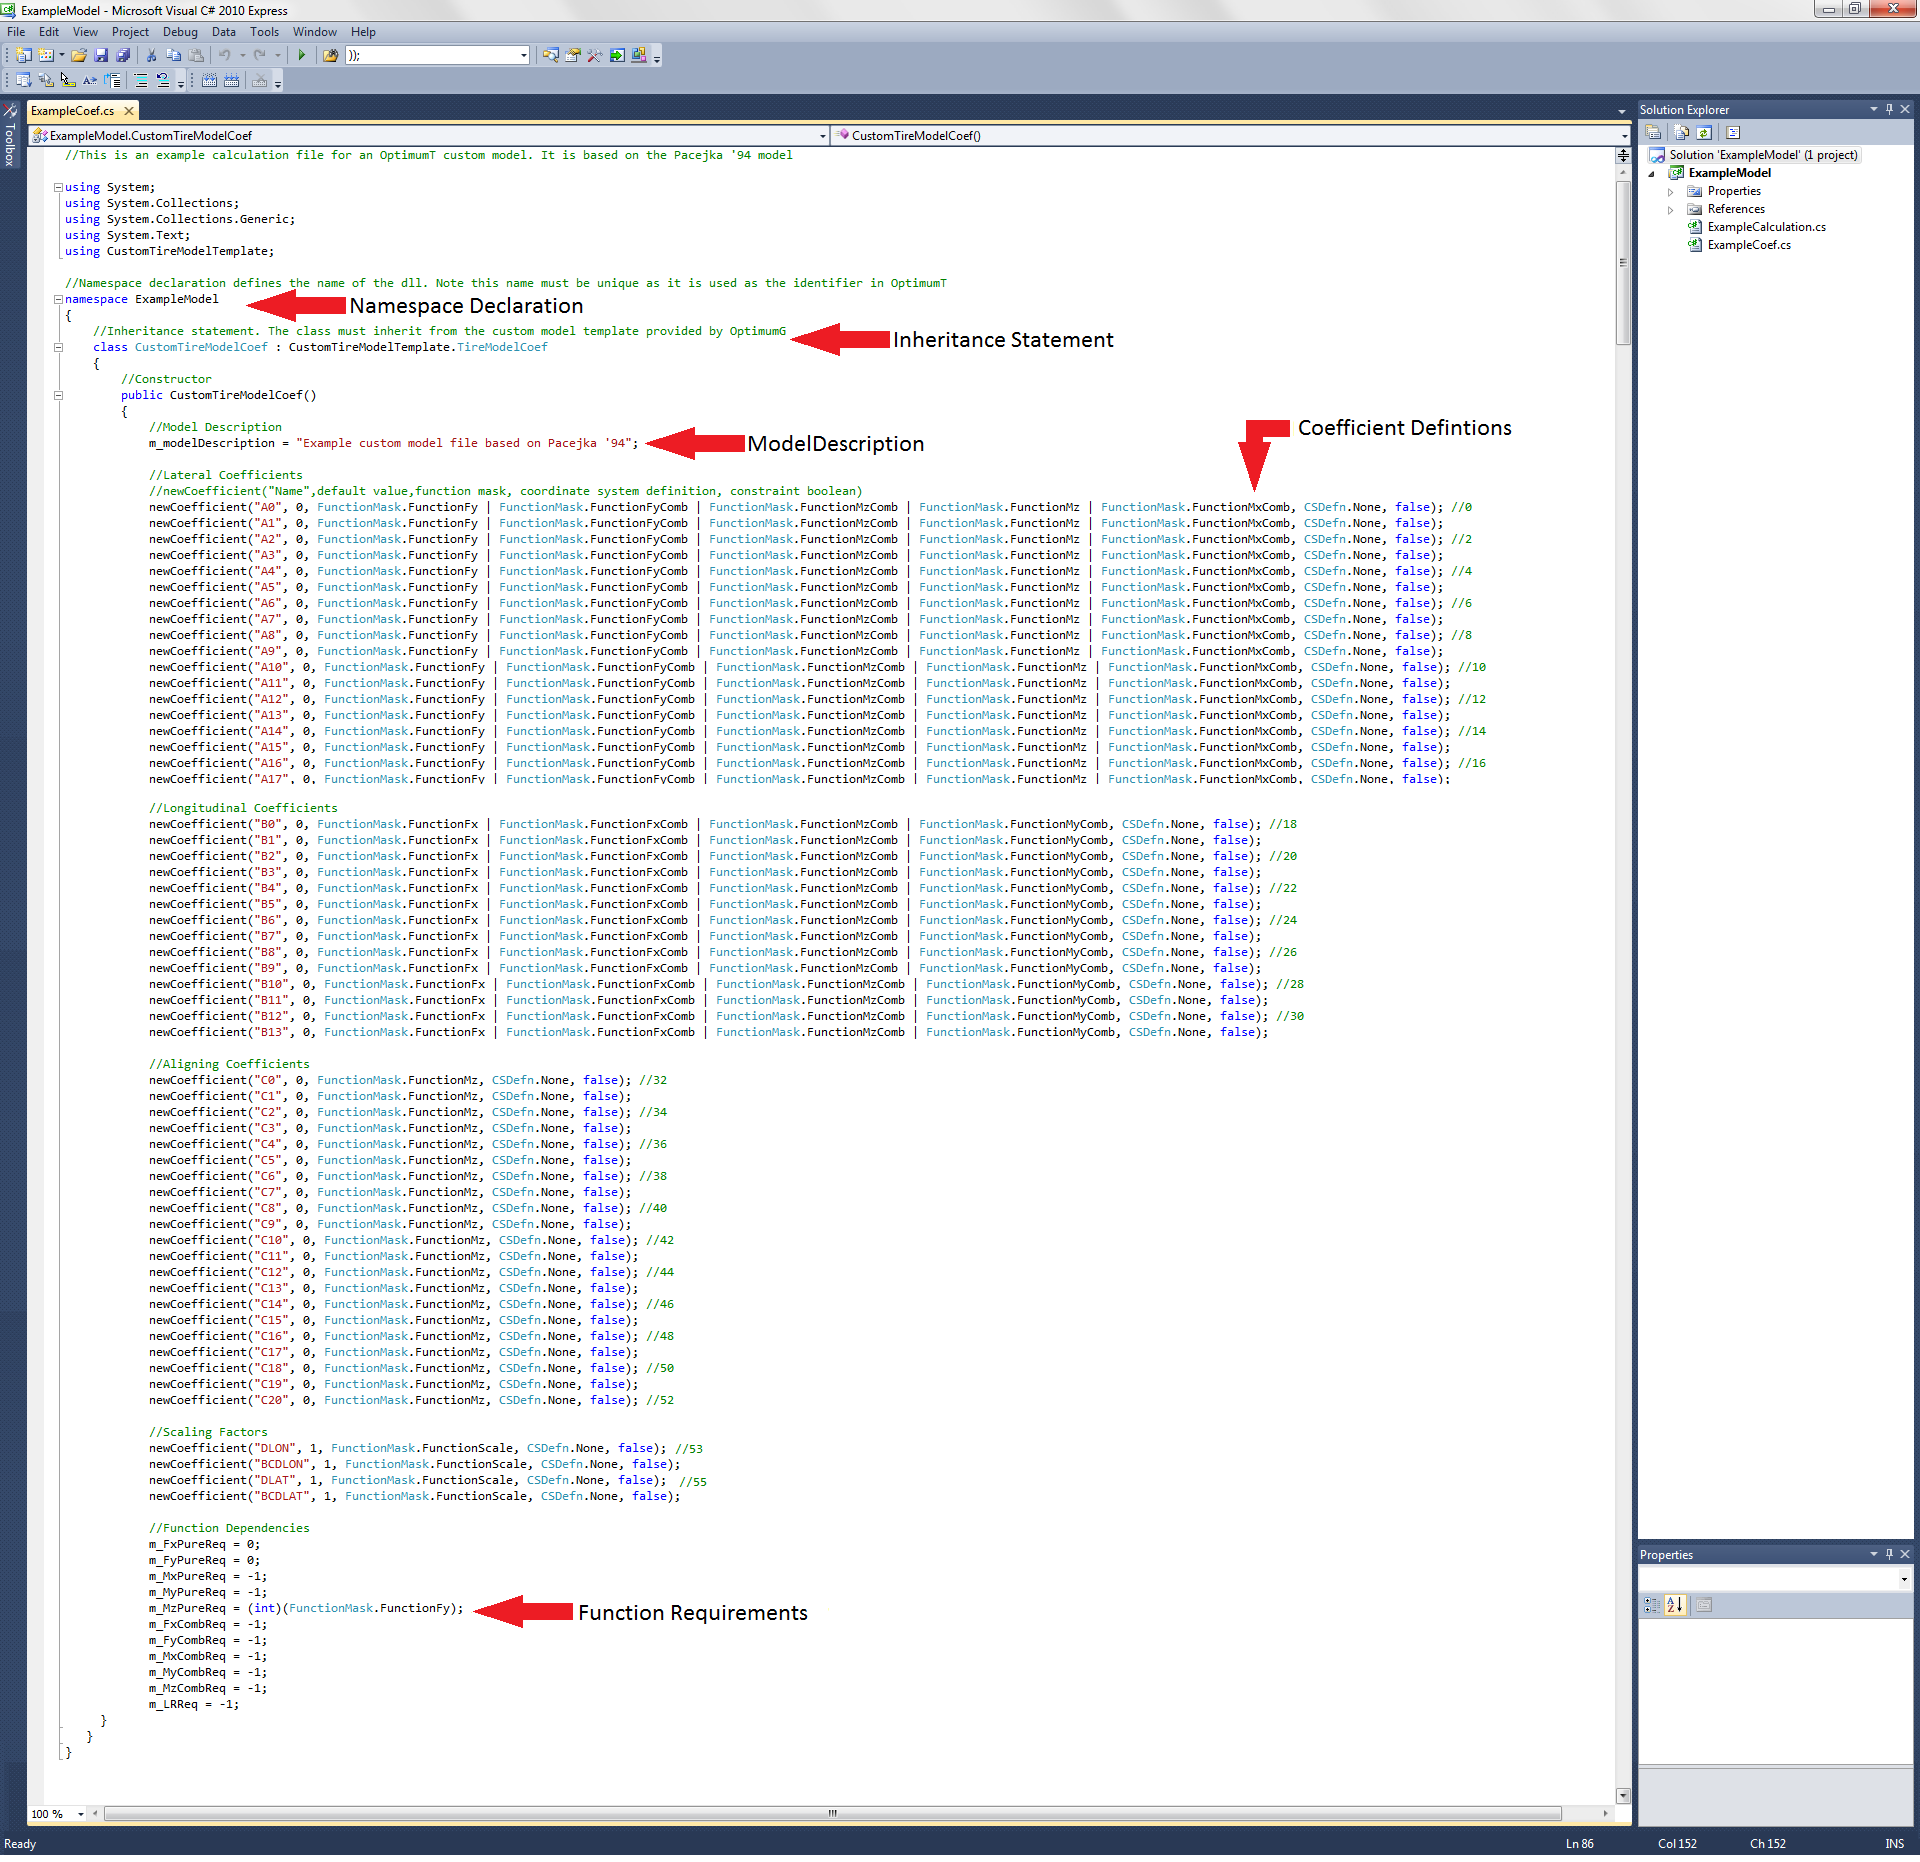 ExampleModel - Microsoft Visual C# 2010 Express
File Edit View Project Debug Data Tools Window Help
));
Toolbox
ExampleCoef.cs
ExampleModel.CustomTireModelCoef CustomTireModelCoef()
//This is an example calculation file for an OptimumT custom model. It is based on the Pacejka '94 model
using System;
using System.Collections;
using System.Collections.Generic;
using System.Text;
using CustomTireModelTemplate;
//Namespace declaration defines the name of the dll. Note this name must be unique as it is used as the identifier in OptimumT
namespace ExampleModel
Namespace Declaration
{
//Inheritance statement. The class must inherit from the custom model template provided by OptimumG
Inheritance Statement
class CustomTireModelCoef : CustomTireModelTemplate.TireModelCoef
{
//Constructor
public CustomTireModelCoef()
{
//Model Description
m_modelDescription = "Example custom model file based on Pacejka '94";
ModelDescription
Coefficient Defintions
//Lateral Coefficients
//newCoefficient("Name",default value,function mask, coordinate system definition, constraint boolean)
newCoefficient("A0", 0, FunctionMask.FunctionFy | FunctionMask.FunctionFyComb | FunctionMask.FunctionMzComb | FunctionMask.FunctionMz | FunctionMask.FunctionMxComb, CSDefn.None, false); //0
newCoefficient("A1", 0, FunctionMask.FunctionFy | FunctionMask.FunctionFyComb | FunctionMask.FunctionMzComb | FunctionMask.FunctionMz | FunctionMask.FunctionMxComb, CSDefn.None, false);
newCoefficient("A2", 0, FunctionMask.FunctionFy | FunctionMask.FunctionFyComb | FunctionMask.FunctionMzComb | FunctionMask.FunctionMz | FunctionMask.FunctionMxComb, CSDefn.None, false); //2
newCoefficient("A3", 0, FunctionMask.FunctionFy | FunctionMask.FunctionFyComb | FunctionMask.FunctionMzComb | FunctionMask.FunctionMz | FunctionMask.FunctionMxComb, CSDefn.None, false);
newCoefficient("A4", 0, FunctionMask.FunctionFy | FunctionMask.FunctionFyComb | FunctionMask.FunctionMzComb | FunctionMask.FunctionMz | FunctionMask.FunctionMxComb, CSDefn.None, false); //4
newCoefficient("A5", 0, FunctionMask.FunctionFy | FunctionMask.FunctionFyComb | FunctionMask.FunctionMzComb | FunctionMask.FunctionMz | FunctionMask.FunctionMxComb, CSDefn.None, false);
newCoefficient("A6", 0, FunctionMask.FunctionFy | FunctionMask.FunctionFyComb | FunctionMask.FunctionMzComb | FunctionMask.FunctionMz | FunctionMask.FunctionMxComb, CSDefn.None, false); //6
newCoefficient("A7", 0, FunctionMask.FunctionFy | FunctionMask.FunctionFyComb | FunctionMask.FunctionMzComb | FunctionMask.FunctionMz | FunctionMask.FunctionMxComb, CSDefn.None, false);
newCoefficient("A8", 0, FunctionMask.FunctionFy | FunctionMask.FunctionFyComb | FunctionMask.FunctionMzComb | FunctionMask.FunctionMz | FunctionMask.FunctionMxComb, CSDefn.None, false); //8
newCoefficient("A9", 0, FunctionMask.FunctionFy | FunctionMask.FunctionFyComb | FunctionMask.FunctionMzComb | FunctionMask.FunctionMz | FunctionMask.FunctionMxComb, CSDefn.None, false);
newCoefficient("A10", 0, FunctionMask.FunctionFy | FunctionMask.FunctionFyComb | FunctionMask.FunctionMzComb | FunctionMask.FunctionMz | FunctionMask.FunctionMxComb, CSDefn.None, false); //10
newCoefficient("A11", 0, FunctionMask.FunctionFy | FunctionMask.FunctionFyComb | FunctionMask.FunctionMzComb | FunctionMask.FunctionMz | FunctionMask.FunctionMxComb, CSDefn.None, false);
newCoefficient("A12", 0, FunctionMask.FunctionFy | FunctionMask.FunctionFyComb | FunctionMask.FunctionMzComb | FunctionMask.FunctionMz | FunctionMask.FunctionMxComb, CSDefn.None, false); //12
newCoefficient("A13", 0, FunctionMask.FunctionFy | FunctionMask.FunctionFyComb | FunctionMask.FunctionMzComb | FunctionMask.FunctionMz | FunctionMask.FunctionMxComb, CSDefn.None, false);
newCoefficient("A14", 0, FunctionMask.FunctionFy | FunctionMask.FunctionFyComb | FunctionMask.FunctionMzComb | FunctionMask.FunctionMz | FunctionMask.FunctionMxComb, CSDefn.None, false); //14
newCoefficient("A15", 0, FunctionMask.FunctionFy | FunctionMask.FunctionFyComb | FunctionMask.FunctionMzComb | FunctionMask.FunctionMz | FunctionMask.FunctionMxComb, CSDefn.None, false);
newCoefficient("A16", 0, FunctionMask.FunctionFy | FunctionMask.FunctionFyComb | FunctionMask.FunctionMzComb | FunctionMask.FunctionMz | FunctionMask.FunctionMxComb, CSDefn.None, false); //16
newCoefficient("A17", 0, FunctionMask.FunctionFy | FunctionMask.FunctionFyComb | FunctionMask.FunctionMzComb | FunctionMask.FunctionMz | FunctionMask.FunctionMxComb, CSDefn.None, false);
//Longitudinal Coefficients
newCoefficient("B0", 0, FunctionMask.FunctionFx | FunctionMask.FunctionFxComb | FunctionMask.FunctionMzComb | FunctionMask.FunctionMyComb, CSDefn.None, false); //18
newCoefficient("B1", 0, FunctionMask.FunctionFx | FunctionMask.FunctionFxComb | FunctionMask.FunctionMzComb | FunctionMask.FunctionMyComb, CSDefn.None, false);
newCoefficient("B2", 0, FunctionMask.FunctionFx | FunctionMask.FunctionFxComb | FunctionMask.FunctionMzComb | FunctionMask.FunctionMyComb, CSDefn.None, false); //20
newCoefficient("B3", 0, FunctionMask.FunctionFx | FunctionMask.FunctionFxComb | FunctionMask.FunctionMzComb | FunctionMask.FunctionMyComb, CSDefn.None, false);
newCoefficient("B4", 0, FunctionMask.FunctionFx | FunctionMask.FunctionFxComb | FunctionMask.FunctionMzComb | FunctionMask.FunctionMyComb, CSDefn.None, false); //22
newCoefficient("B5", 0, FunctionMask.FunctionFx | FunctionMask.FunctionFxComb | FunctionMask.FunctionMzComb | FunctionMask.FunctionMyComb, CSDefn.None, false);
newCoefficient("B6", 0, FunctionMask.FunctionFx | FunctionMask.FunctionFxComb | FunctionMask.FunctionMzComb | FunctionMask.FunctionMyComb, CSDefn.None, false); //24
newCoefficient("B7", 0, FunctionMask.FunctionFx | FunctionMask.FunctionFxComb | FunctionMask.FunctionMzComb | FunctionMask.FunctionMyComb, CSDefn.None, false);
newCoefficient("B8", 0, FunctionMask.FunctionFx | FunctionMask.FunctionFxComb | FunctionMask.FunctionMzComb | FunctionMask.FunctionMyComb, CSDefn.None, false); //26
newCoefficient("B9", 0, FunctionMask.FunctionFx | FunctionMask.FunctionFxComb | FunctionMask.FunctionMzComb | FunctionMask.FunctionMyComb, CSDefn.None, false);
newCoefficient("B10", 0, FunctionMask.FunctionFx | FunctionMask.FunctionFxComb | FunctionMask.FunctionMzComb | FunctionMask.FunctionMyComb, CSDefn.None, false); //28
newCoefficient("B11", 0, FunctionMask.FunctionFx | FunctionMask.FunctionFxComb | FunctionMask.FunctionMzComb | FunctionMask.FunctionMyComb, CSDefn.None, false);
newCoefficient("B12", 0, FunctionMask.FunctionFx | FunctionMask.FunctionFxComb | FunctionMask.FunctionMzComb | FunctionMask.FunctionMyComb, CSDefn.None, false); //30
newCoefficient("B13", 0, FunctionMask.FunctionFx | FunctionMask.FunctionFxComb | FunctionMask.FunctionMzComb | FunctionMask.FunctionMyComb, CSDefn.None, false);
//Aligning Coefficients
newCoefficient("C0", 0, FunctionMask.FunctionMz, CSDefn.None, false); //32
newCoefficient("C1", 0, FunctionMask.FunctionMz, CSDefn.None, false);
newCoefficient("C2", 0, FunctionMask.FunctionMz, CSDefn.None, false); //34
newCoefficient("C3", 0, FunctionMask.FunctionMz, CSDefn.None, false);
newCoefficient("C4", 0, FunctionMask.FunctionMz, CSDefn.None, false); //36
newCoefficient("C5", 0, FunctionMask.FunctionMz, CSDefn.None, false);
newCoefficient("C6", 0, FunctionMask.FunctionMz, CSDefn.None, false); //38
newCoefficient("C7", 0, FunctionMask.FunctionMz, CSDefn.None, false);
newCoefficient("C8", 0, FunctionMask.FunctionMz, CSDefn.None, false); //40
newCoefficient("C9", 0, FunctionMask.FunctionMz, CSDefn.None, false);
newCoefficient("C10", 0, FunctionMask.FunctionMz, CSDefn.None, false); //42
newCoefficient("C11", 0, FunctionMask.FunctionMz, CSDefn.None, false);
newCoefficient("C12", 0, FunctionMask.FunctionMz, CSDefn.None, false); //44
newCoefficient("C13", 0, FunctionMask.FunctionMz, CSDefn.None, false);
newCoefficient("C14", 0, FunctionMask.FunctionMz, CSDefn.None, false); //46
newCoefficient("C15", 0, FunctionMask.FunctionMz, CSDefn.None, false);
newCoefficient("C16", 0, FunctionMask.FunctionMz, CSDefn.None, false); //48
newCoefficient("C17", 0, FunctionMask.FunctionMz, CSDefn.None, false);
newCoefficient("C18", 0, FunctionMask.FunctionMz, CSDefn.None, false); //50
newCoefficient("C19", 0, FunctionMask.FunctionMz, CSDefn.None, false);
newCoefficient("C20", 0, FunctionMask.FunctionMz, CSDefn.None, false); //52
//Scaling Factors
newCoefficient("DLON", 1, FunctionMask.FunctionScale, CSDefn.None, false); //53
newCoefficient("BCDLON", 1, FunctionMask.FunctionScale, CSDefn.None, false);
newCoefficient("DLAT", 1, FunctionMask.FunctionScale, CSDefn.None, false); //55
newCoefficient("BCDLAT", 1, FunctionMask.FunctionScale, CSDefn.None, false);
//Function Dependencies
m_FxPureReq = 0;
m_FyPureReq = 0;
m_MxPureReq = -1;
m_MyPureReq = -1;
m_MzPureReq = (int)(FunctionMask.FunctionFy);
Function Requirements
m_FxCombReq = -1;
m_FyCombReq = -1;
m_MxCombReq = -1;
m_MyCombReq = -1;
m_MzCombReq = -1;
m_LRReq = -1;
}
}
}
100 %
Solution Explorer
Solution 'ExampleModel' (1 project)
ExampleModel
Properties
References
ExampleCalculation.cs
ExampleCoef.cs
Properties
Ready Ln 86 Col 152 Ch 152 INS